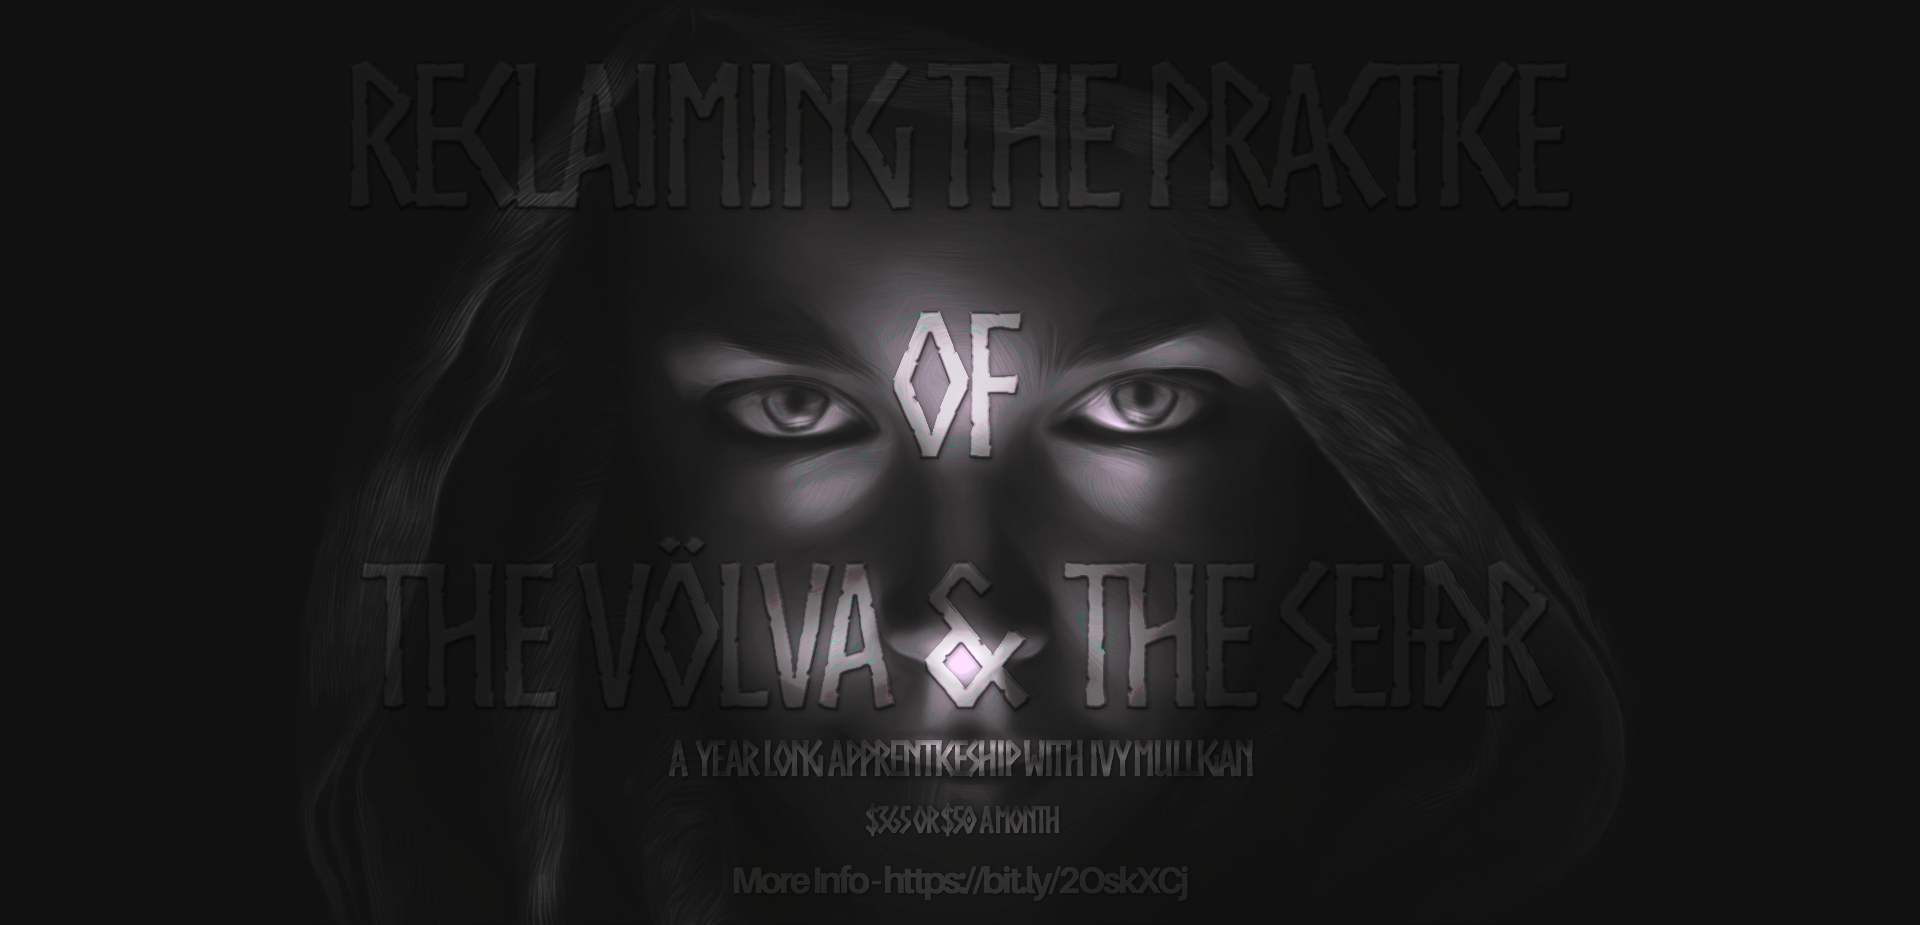 RECLAIMING THE PRACTICE
OF
THE VÖLVA & THE SEIÐR
A YEAR LONG APPRENTICESHIP WITH IVY MULLIGAN
$365 OR $50 A MONTH
More Info - https://bit.ly/2OskXCj